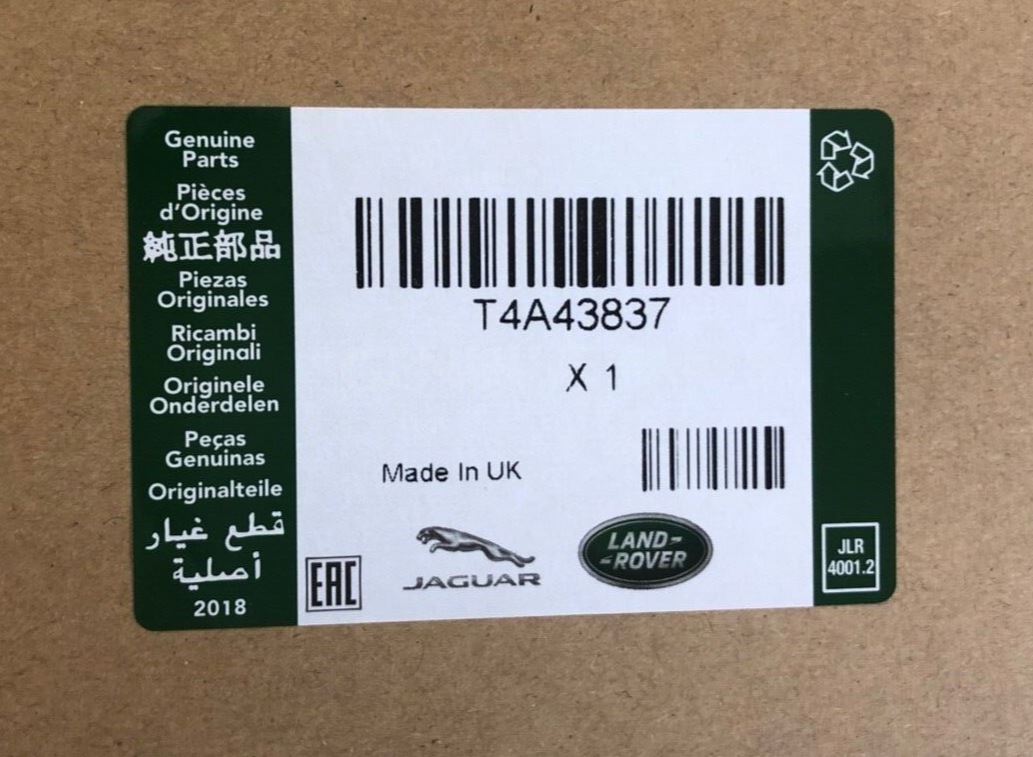 Genuine
Parts
Pièces
d'Origine
純正部品
Piezas
Originales
Ricambi
Originali
Originele
Onderdelen
Peças
Genuinas
Originalteile
قطع غيار
أصلية
2018
T4A43837
X 1
Made In UK
EAC
JAGUAR
LAND-
-ROVER
JLR
4001.2